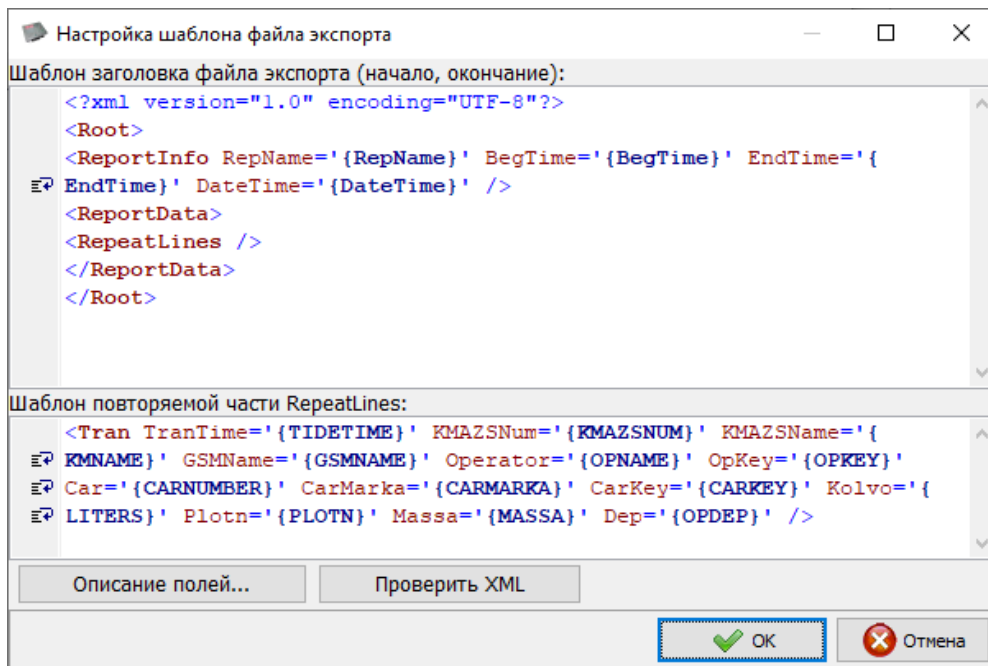 Настройка шаблона файла экспорта
Шаблон заголовка файла экспорта (начало, окончание):
<?xml version="1.0" encoding="UTF-8"?>
<Root>
<ReportInfo RepName='{RepName}' BegTime='{BegTime}' EndTime='{
EndTime}' DateTime='{DateTime}' />
<ReportData>
<RepeatLines />
</ReportData>
</Root>
Шаблон повторяемой части RepeatLines:
<Tran TranTime='{TIDETIME}' KMAZSNum='{KMAZSNUM}' KMAZSName='{
KMNAME}' GSMName='{GSMNAME}' Operator='{OPNAME}' OpKey='{OPKEY}'
Car='{CARNUMBER}' CarMarka='{CARMARKA}' CarKey='{CARKEY}' Kolvo='{
LITERS}' Plotn='{PLOTN}' Massa='{MASSA}' Dep='{OPDEP}' />
Описание полей... Проверить XML
OK Отмена